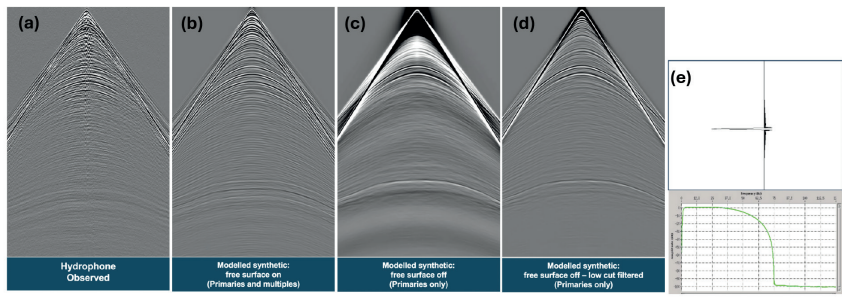 (a)
(b)
(c)
(d)
(e)
Hydrophone
Observed
Modelled synthetic:
free surface on
(Primaries and multiples)
Modelled synthetic:
free surface off
(Primaries only)
Modelled synthetic:
free surface off – low cut filtered
(Primaries only)